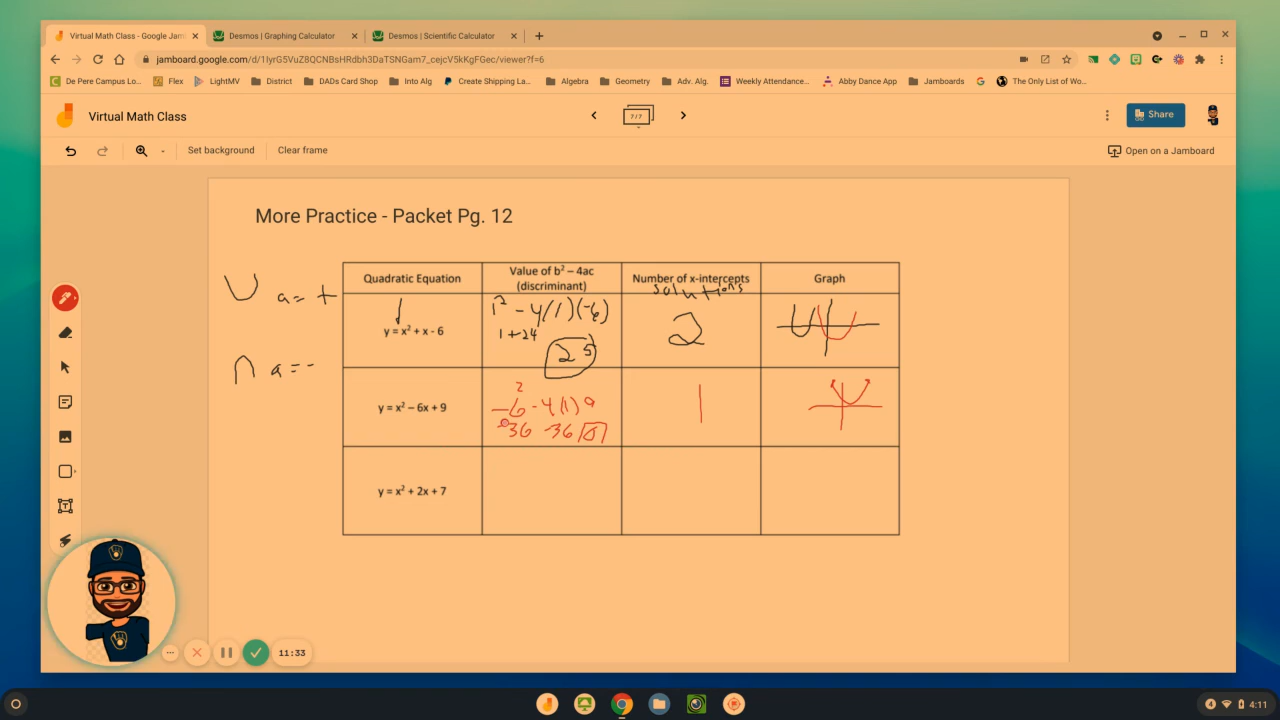 Virtual Math Class - Google Jam
Desmos | Graphing Calculator
Desmos | Scientific Calculator
jamboard.google.com/d/1IyrG5VuZ8QCNBsHRdbh3DaTSNGam7_cejcV5kKgFGec/viewer?f=6
De Pere Campus Lo... Flex LightMV District DADs Card Shop Into Alg Create Shipping La... Algebra Geometry Adv. Alg. Weekly Attendance... Abby Dance App Jamboards The Only List of Wo...
Virtual Math Class
7/7
Share
Set background
Clear frame
Open on a Jamboard
More Practice - Packet Pg. 12
Quadratic Equation
Value of b² – 4ac
(discriminant)
Number of x-intercepts
solutions
Graph
a = +
a = -
y = x² + x - 6
1² - 4(1)(-6)
1 + 24
25
2
y = x² – 6x + 9
-6² - 4(1)9
36 -36 0
1
y = x² + 2x + 7
11:33
4
4:11